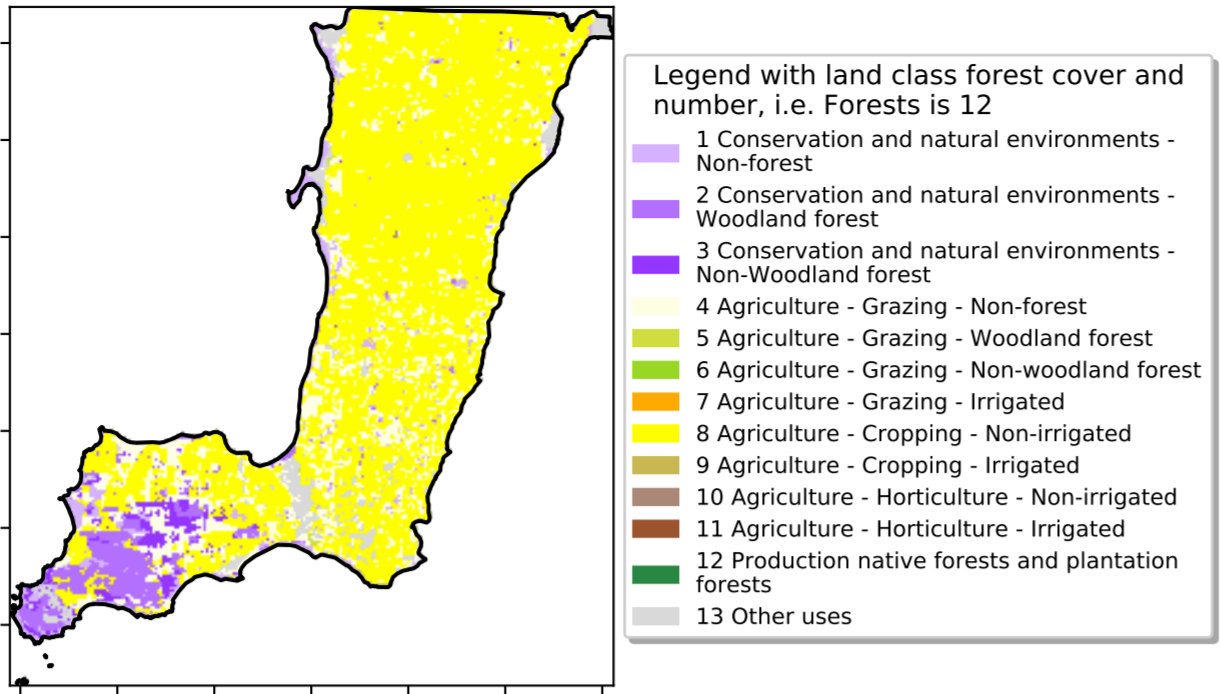 Legend with land class forest cover and
number, i.e. Forests is 12
1 Conservation and natural environments -
Non-forest
2 Conservation and natural environments -
Woodland forest
3 Conservation and natural environments -
Non-Woodland forest
4 Agriculture - Grazing - Non-forest
5 Agriculture - Grazing - Woodland forest
6 Agriculture - Grazing - Non-woodland forest
7 Agriculture - Grazing - Irrigated
8 Agriculture - Cropping - Non-irrigated
9 Agriculture - Cropping - Irrigated
10 Agriculture - Horticulture - Non-irrigated
11 Agriculture - Horticulture - Irrigated
12 Production native forests and plantation
forests
13 Other uses